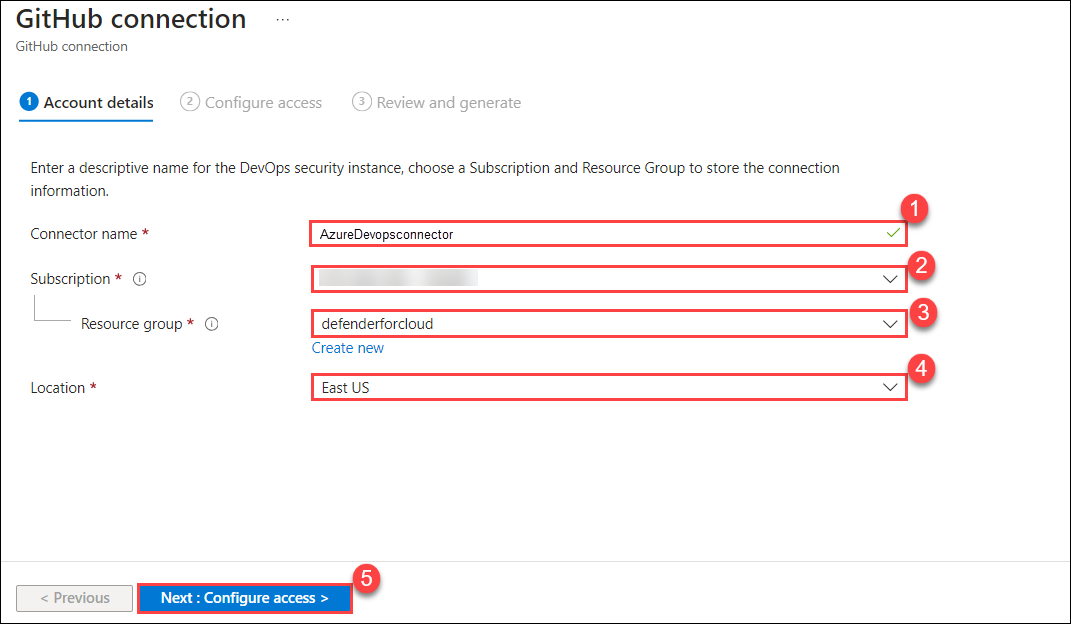 GitHub connection ...
GitHub connection
1 Account details 2 Configure access 3 Review and generate
Enter a descriptive name for the DevOps security instance, choose a Subscription and Resource Group to store the connection
information.
1
Connector name * AzureDevopsconnector
2
Subscription *
3
Resource group * defenderforcloud
Create new
4
Location * East US
5
< Previous Next : Configure access >